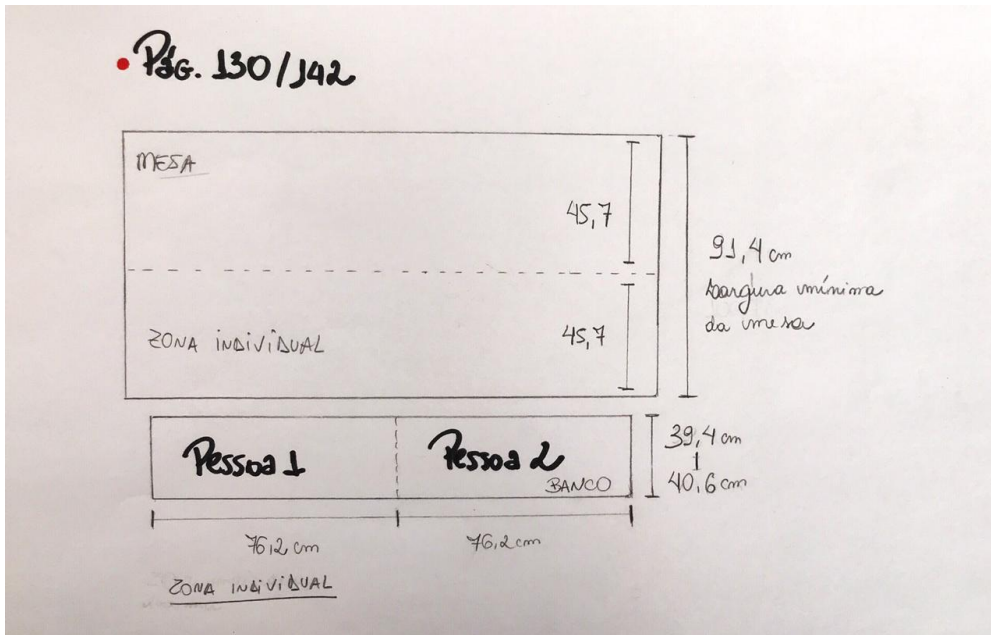 • Pág. 130/142
MESA
45,7
91,4 cm
Largura mínima
da mesa
ZONA INDIVIDUAL
45,7
Pessoa 1
Pessoa 2
BANCO
39,4 cm
40,6 cm
76,2 cm
76,2 cm
ZONA INDIVIDUAL